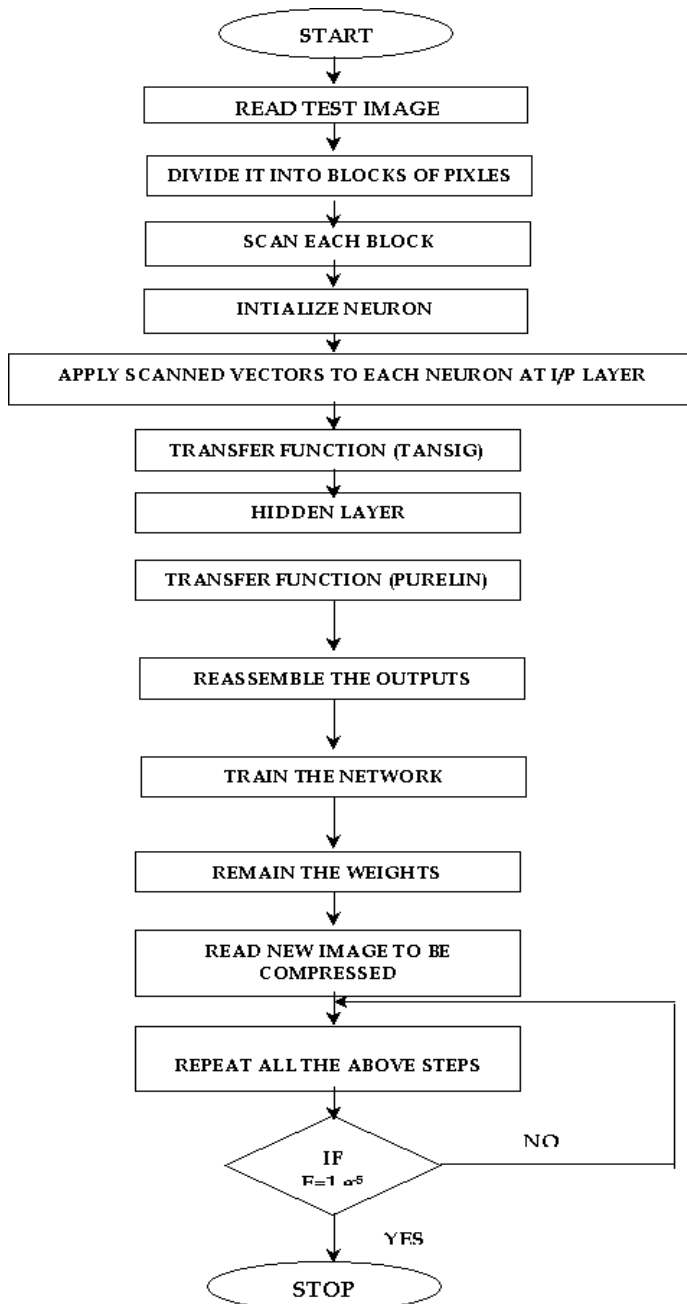 START
READ TEST IMAGE
DIVIDE IT INTO BLOCKS OF PIXLES
SCAN EACH BLOCK
INTIALIZE NEURON
APPLY SCANNED VECTORS TO EACH NEURON AT I/P LAYER
TRANSFER FUNCTION (TANSIG)
HIDDEN LAYER
TRANSFER FUNCTION (PURELIN)
REASSEMBLE THE OUTPUTS
TRAIN THE NETWORK
REMAIN THE WEIGHTS
READ NEW IMAGE TO BE
COMPRESSED
REPEAT ALL THE ABOVE STEPS
IF
NO
YES
STOP